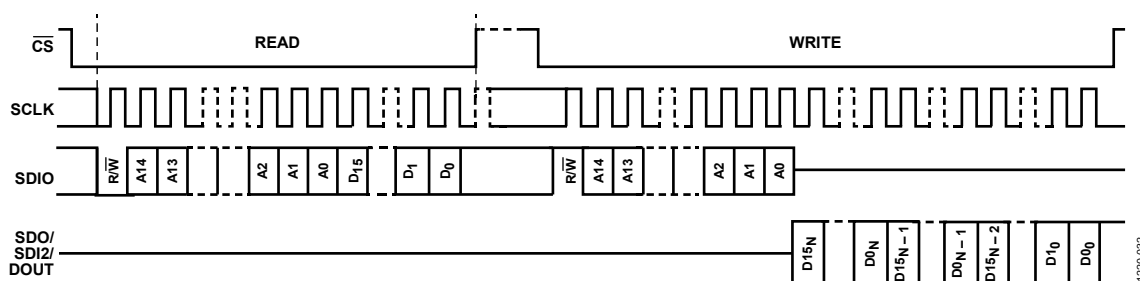 CS READ WRITE
SCLK
SDIO R/W A14 A13 A2 A1 A0 D15 D1 D0 R/W A14 A13 A2 A1 A0
SDO/
SDI2/
DOUT
D15N D0N D15N – 1 D0N – 1 D15N – 2 D10 D00